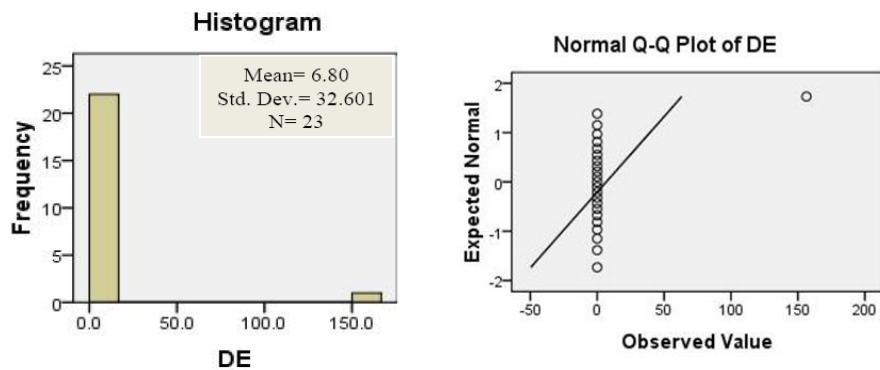 Histogram
Mean= 6.80
Std. Dev.= 32.601
N= 23
Frequency
25
20
15
10
5
0
0.0 50.0 100.0 150.0
DE
Normal Q-Q Plot of DE
Expected Normal
2
1
0
-1
-2
-50 0 50 100 150 200
Observed Value